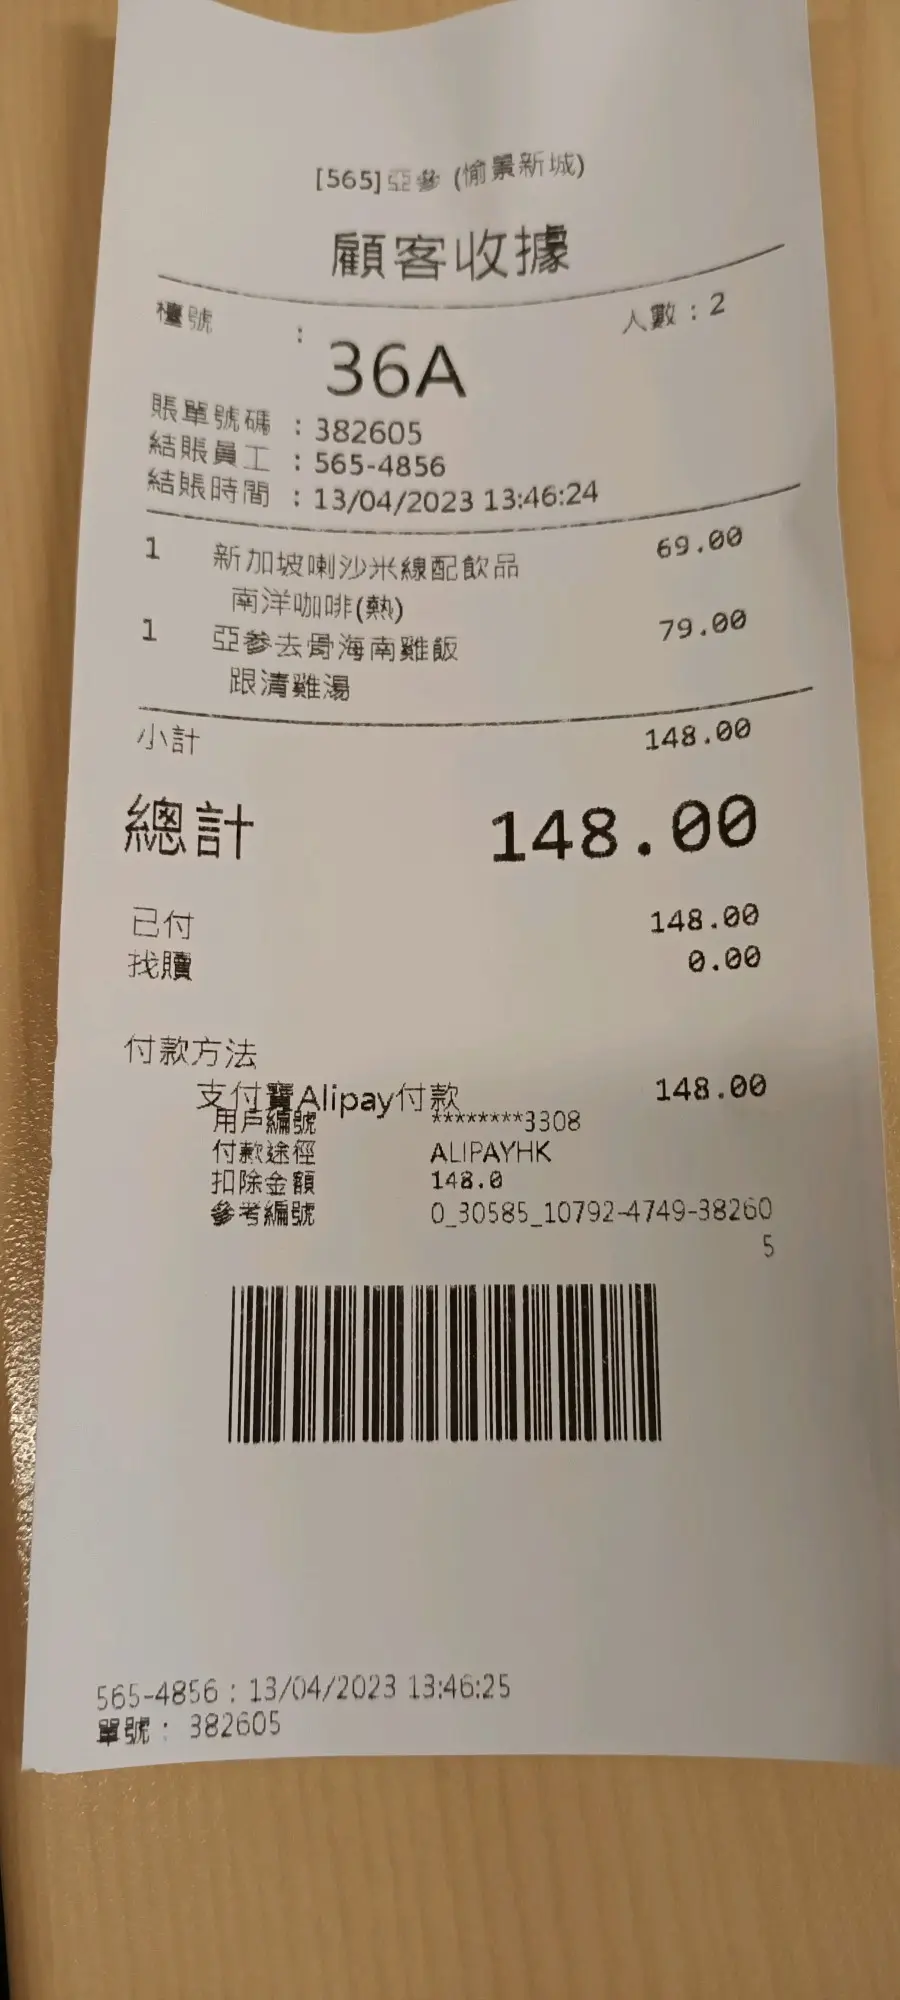 [565]亞參 (愉景新城)
顧客收據
檯號 : 36A 人數 : 2
賬單號碼 : 382605
結賬員工 : 565-4856
結賬時間 : 13/04/2023 13:46:24
1 新加坡喇沙米線配飲品 69.00
南洋咖啡(熱)
1 亞參去骨海南雞飯 79.00
跟清雞湯
小計 148.00
總計 148.00
已付 148.00
找贖 0.00
付款方法
支付寶Alipay付款 148.00
用戶編號 ********3308
付款途徑 ALIPAYHK
扣除金額 148.0
參考編號 0_30585_10792-4749-38260
5
565-4856 : 13/04/2023 13:46:25
單號 : 382605